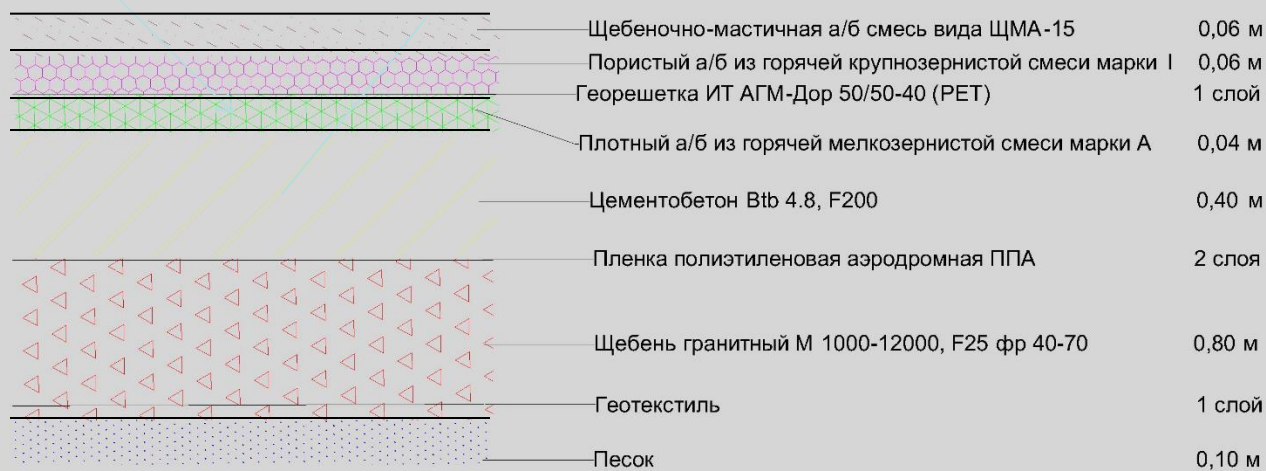 Щебеночно-мастичная а/б смесь вида ЩМА-15 0,06 м
Пористый а/б из горячей крупнозернистой смеси марки I 0,06 м
Георешетка ИТ АГМ-Дор 50/50-40 (PET) 1 слой
Плотный а/б из горячей мелкозернистой смеси марки А 0,04 м
Цементобетон Btb 4.8, F200 0,40 м
Пленка полиэтиленовая аэродромная ППА 2 слоя
Щебень гранитный М 1000-12000, F25 фр 40-70 0,80 м
Геотекстиль 1 слой
Песок 0,10 м